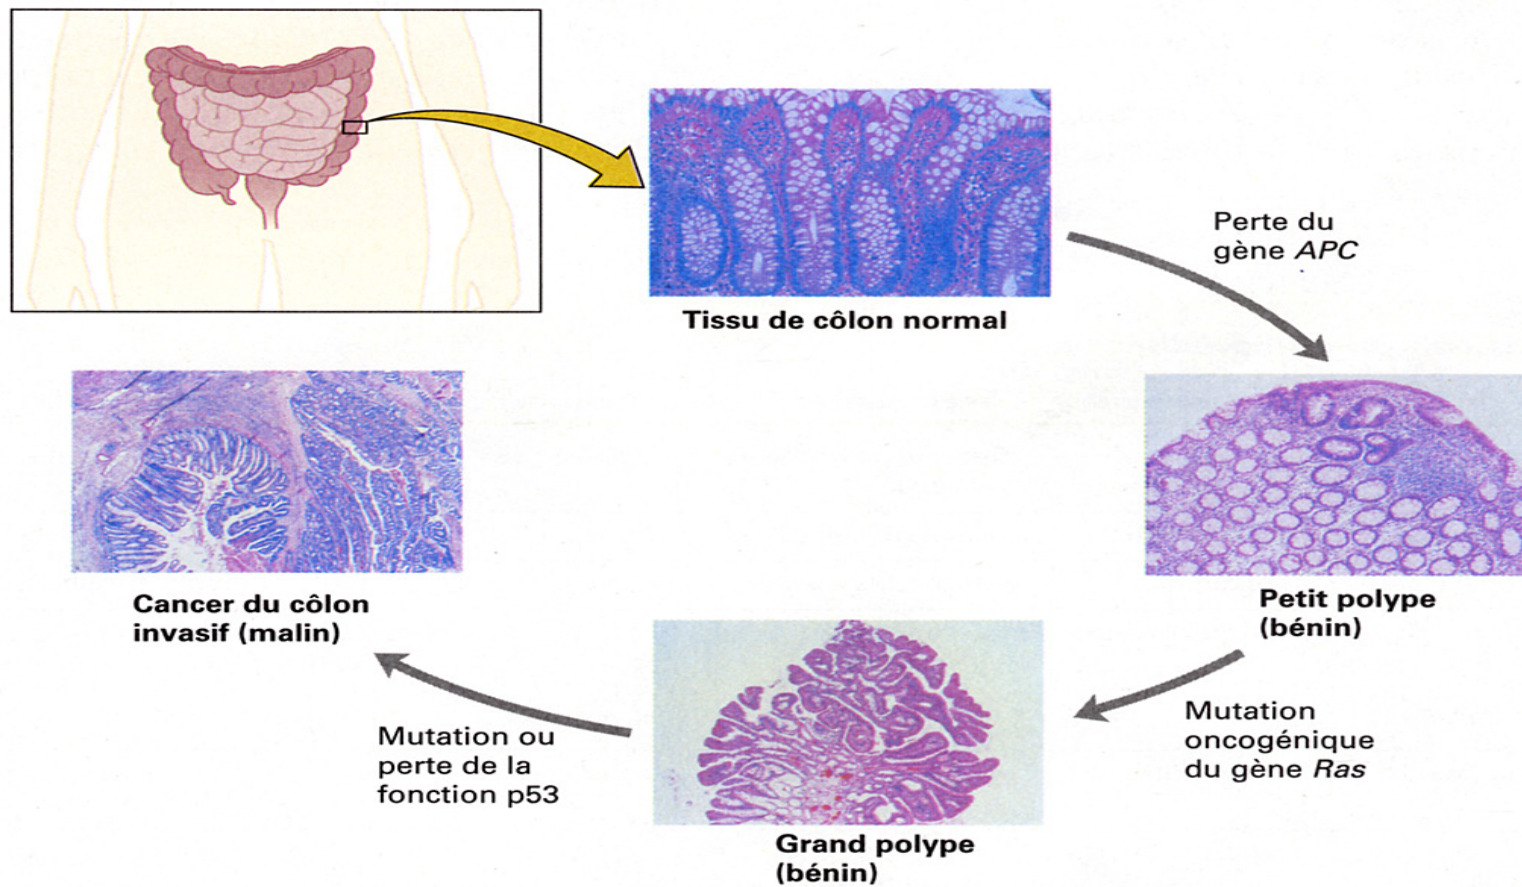 Tissu de côlon normal
Perte du
gène APC
Petit polype
(bénin)
Mutation
oncogénique
du gène Ras
Grand polype
(bénin)
Mutation ou
perte de la
fonction p53
Cancer du côlon
invasif (malin)